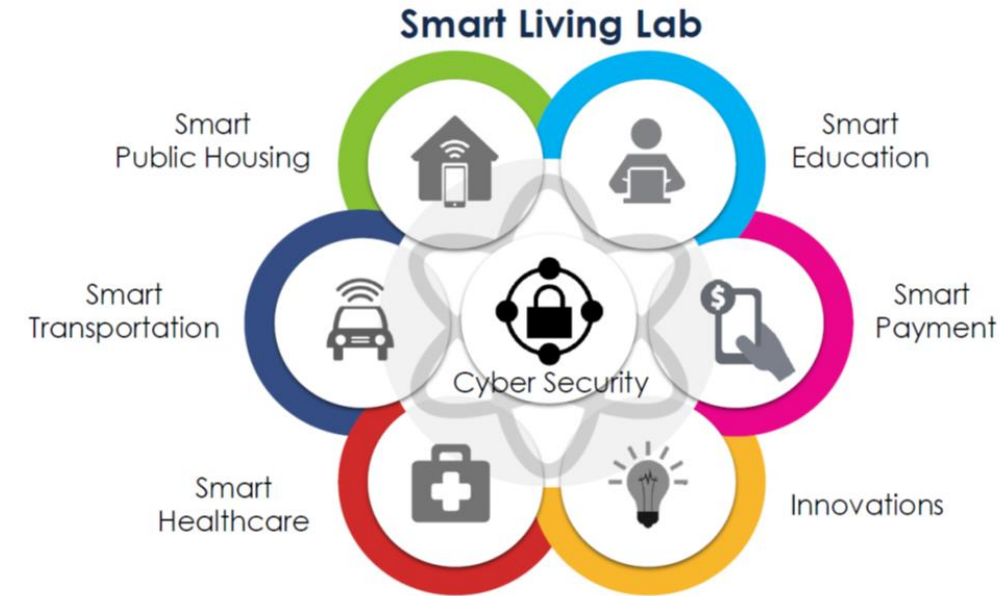 Smart Living Lab
Smart
Public Housing
Smart
Education
Smart
Transportation
$
Smart
Payment
Cyber Security
Smart
Healthcare
Innovations